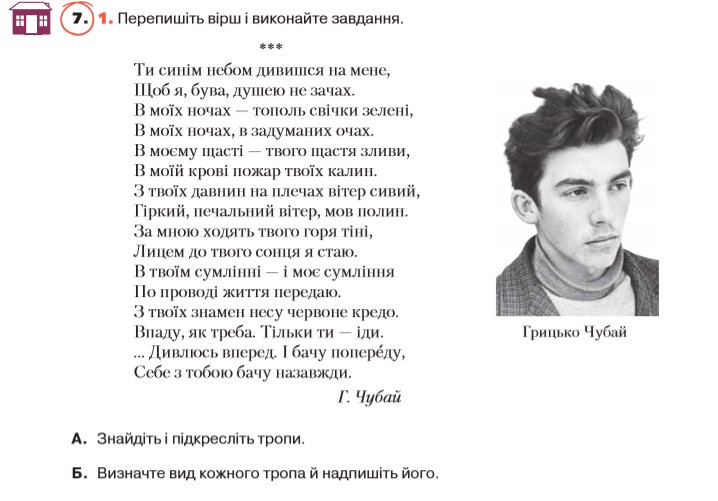 7. 1. Перепишіть вірш і виконайте завдання.
***
Ти синім небом дивишся на мене,
Щоб я, бува, душею не зачах.
В моїх ночах — тополь свічки зелені,
В моїх ночах, в задуманих очах.
В моєму щасті — твого щастя зливи,
В моїй крові пожар твоїх калин.
З твоїх давнин на плечах вітер сивий,
Гіркий, печальний вітер, мов полин.
За мною ходять твого горя тіні,
Лицем до твого сонця я стаю.
В твоїм сумлінні — і моє сумління
По проводі життя передаю.
З твоїх знамен несу червоне кредо.
Впаду, як треба. Тільки ти — іди.
... Дивлюсь вперед. І бачу попере́ду,
Себе з тобою бачу назавжди.
Г. Чубай
Грицько Чубай
А. Знайдіть і підкресліть тропи.
Б. Визначте вид кожного тропа й надпишіть його.